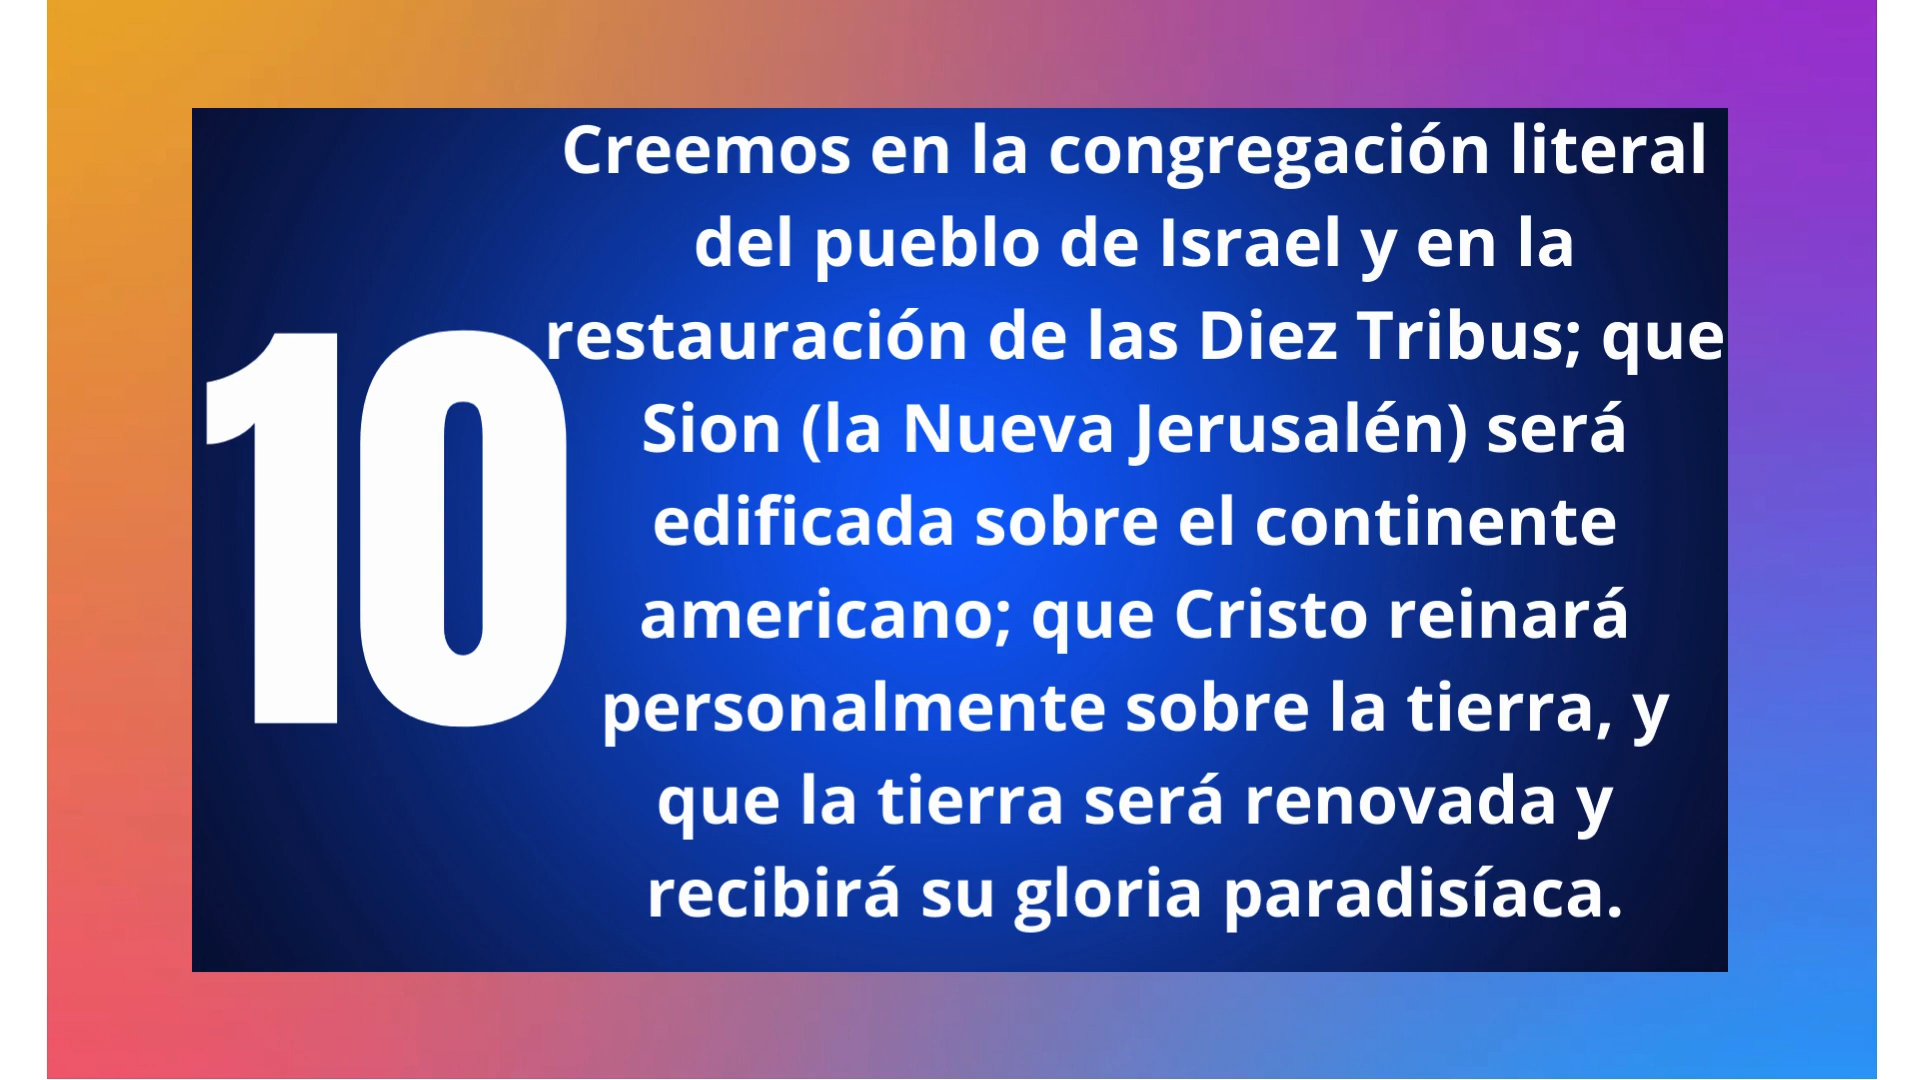 10
Creemos en la congregación literal
del pueblo de Israel y en la
restauración de las Diez Tribus; que
Sion (la Nueva Jerusalén) será
edificada sobre el continente
americano; que Cristo reinará
personalmente sobre la tierra, y
que la tierra será renovada y
recibirá su gloria paradisíaca.